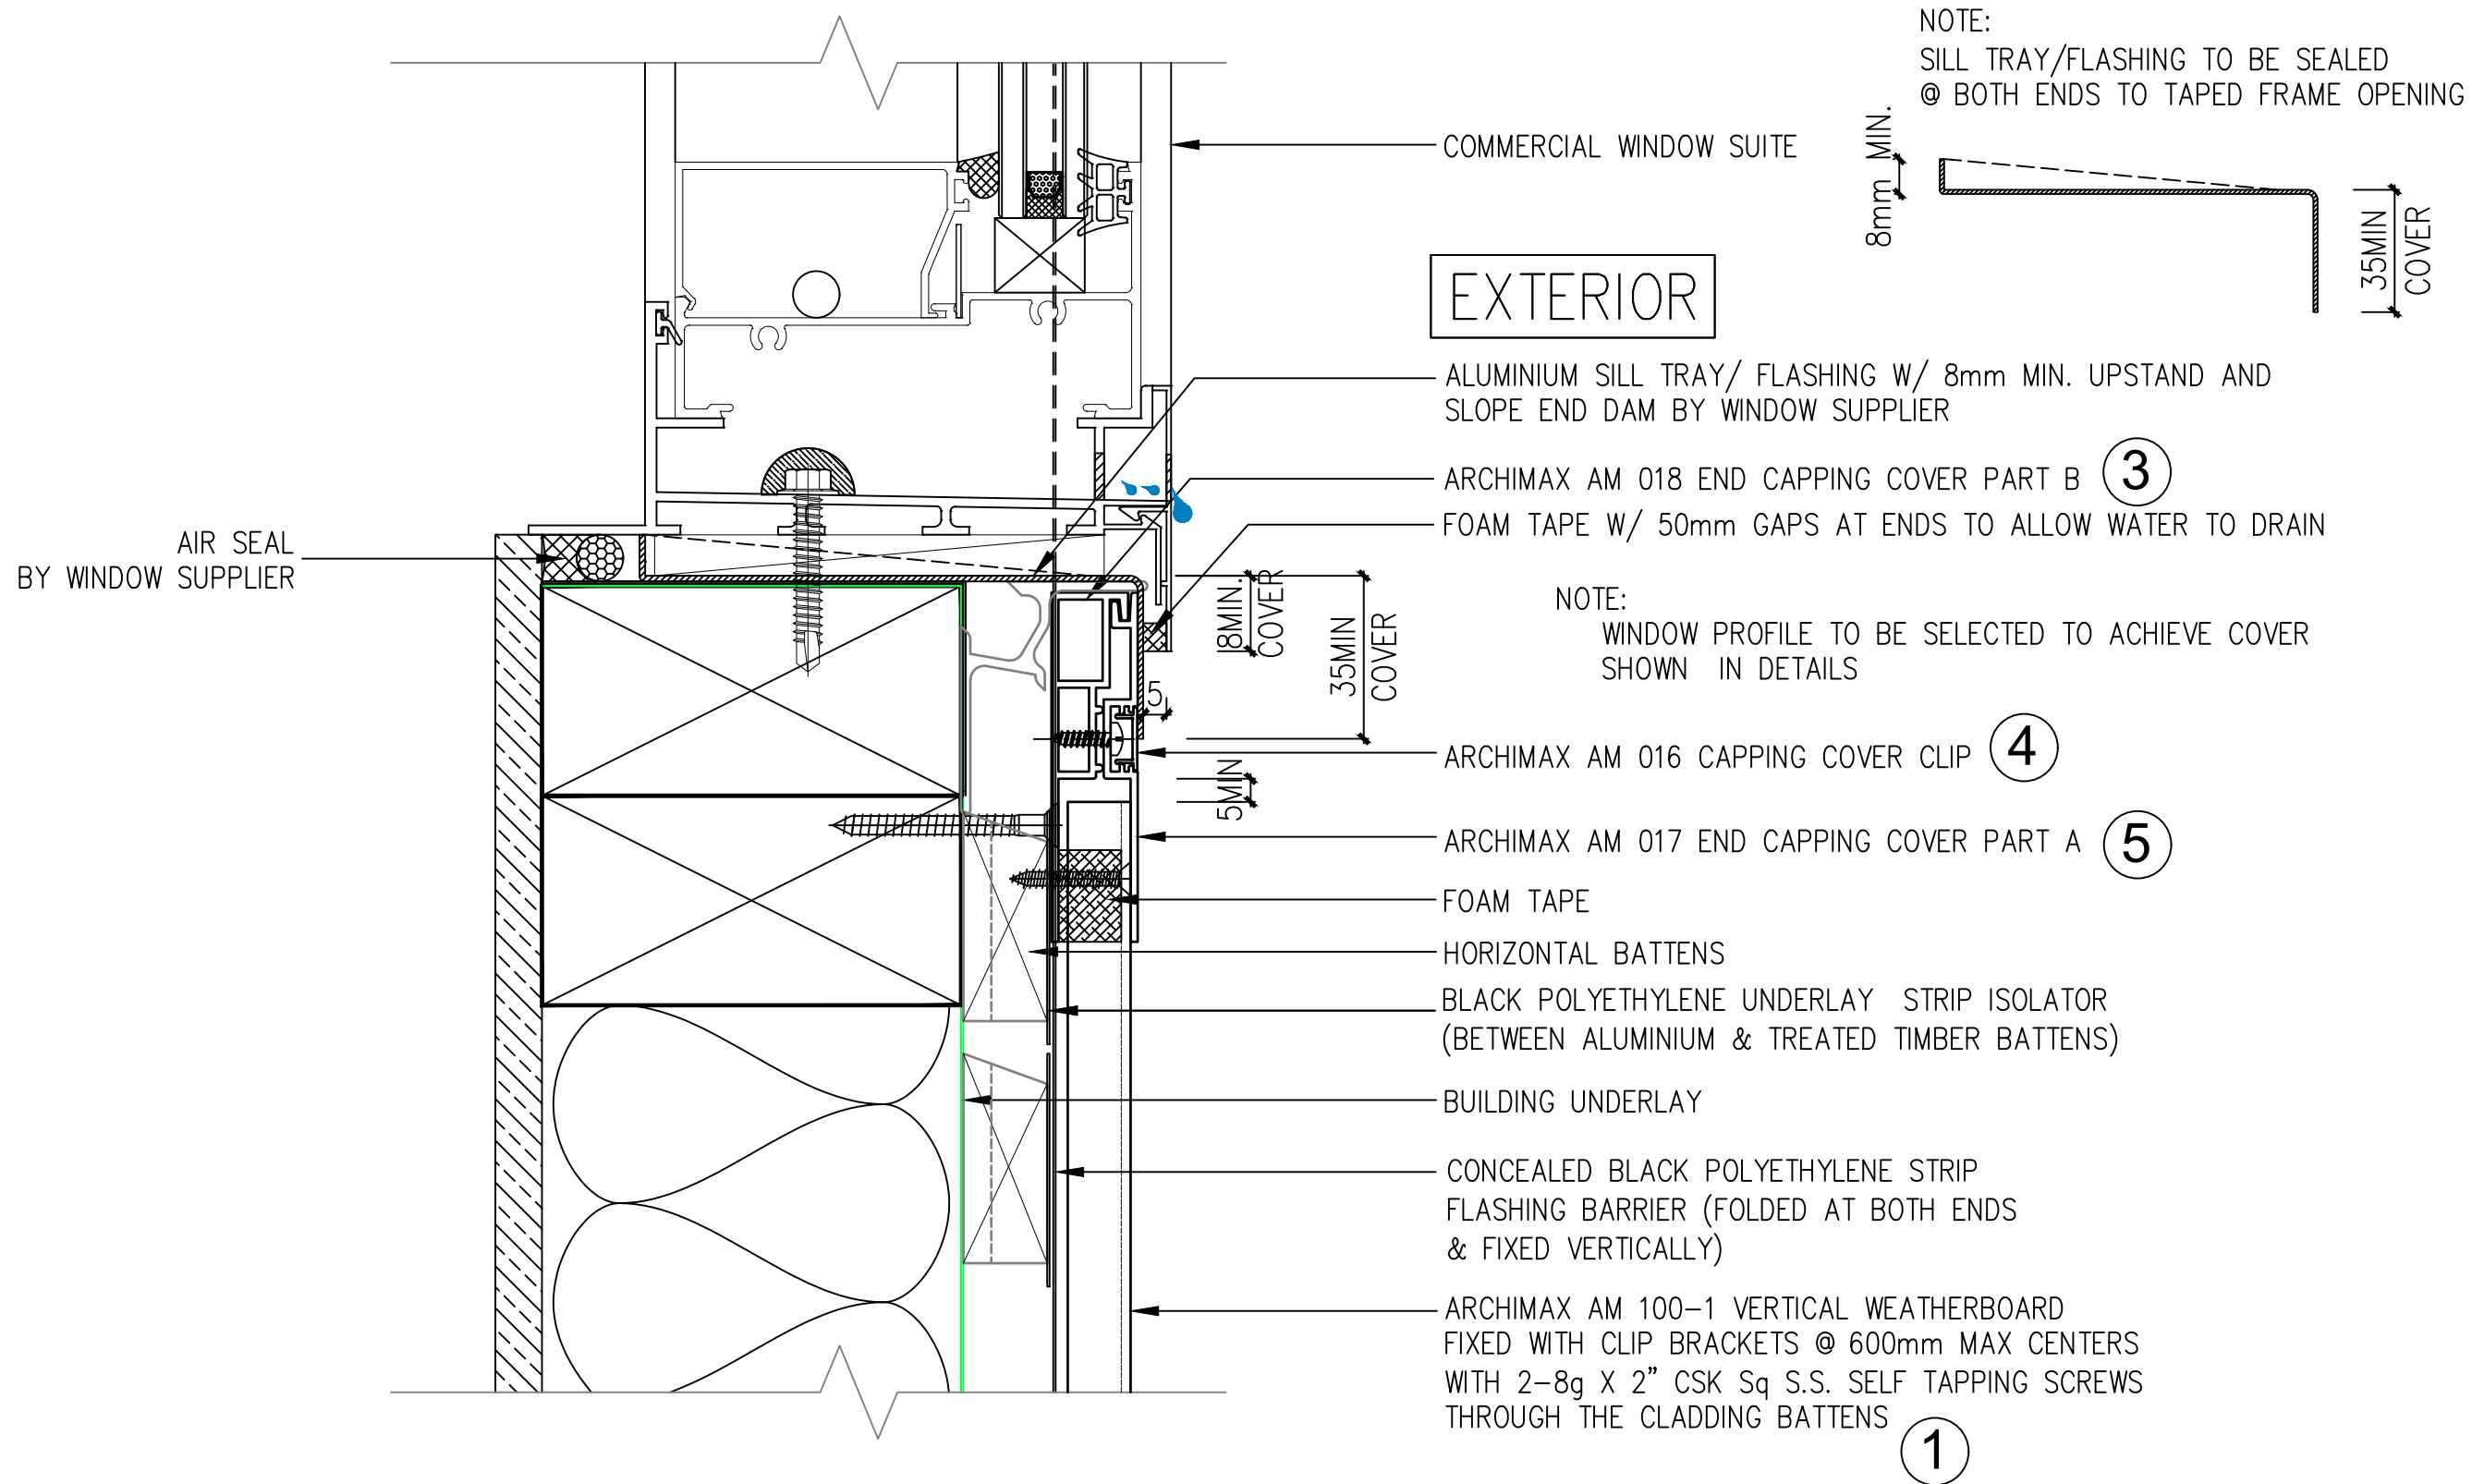 NOTE:
SILL TRAY/FLASHING TO BE SEALED
@ BOTH ENDS TO TAPED FRAME OPENING
8mm MIN.
35MIN
COVER
COMMERCIAL WINDOW SUITE
EXTERIOR
ALUMINIUM SILL TRAY/ FLASHING W/ 8mm MIN. UPSTAND AND
SLOPE END DAM BY WINDOW SUPPLIER
ARCHIMAX AM 018 END CAPPING COVER PART B 3
FOAM TAPE W/ 50mm GAPS AT ENDS TO ALLOW WATER TO DRAIN
AIR SEAL
BY WINDOW SUPPLIER
8MIN.
COVER
35MIN
COVER
NOTE:
WINDOW PROFILE TO BE SELECTED TO ACHIEVE COVER
SHOWN IN DETAILS
5
ARCHIMAX AM 016 CAPPING COVER CLIP 4
5MIN
ARCHIMAX AM 017 END CAPPING COVER PART A 5
FOAM TAPE
HORIZONTAL BATTENS
BLACK POLYETHYLENE UNDERLAY STRIP ISOLATOR
(BETWEEN ALUMINIUM & TREATED TIMBER BATTENS)
BUILDING UNDERLAY
CONCEALED BLACK POLYETHYLENE STRIP
FLASHING BARRIER (FOLDED AT BOTH ENDS
& FIXED VERTICALLY)
ARCHIMAX AM 100-1 VERTICAL WEATHERBOARD
FIXED WITH CLIP BRACKETS @ 600mm MAX CENTERS
WITH 2-8g X 2" CSK Sq S.S. SELF TAPPING SCREWS
THROUGH THE CLADDING BATTENS
1